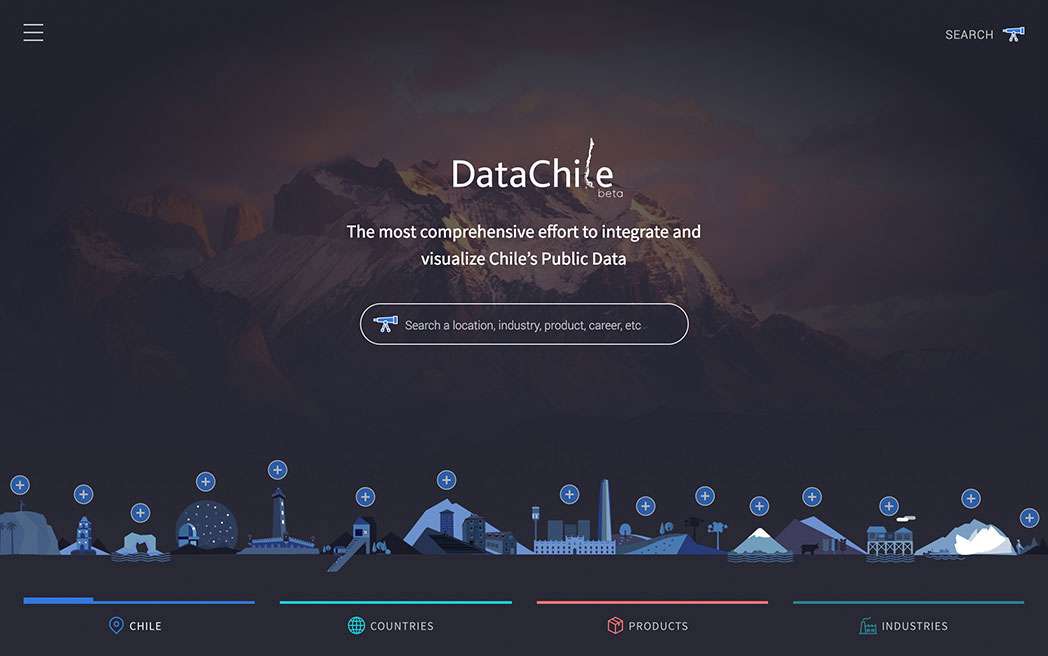 SEARCH
DataChile
beta
The most comprehensive effort to integrate and
visualize Chile’s Public Data
Search a location, industry, product, career, etc
CHILE
COUNTRIES
PRODUCTS
INDUSTRIES